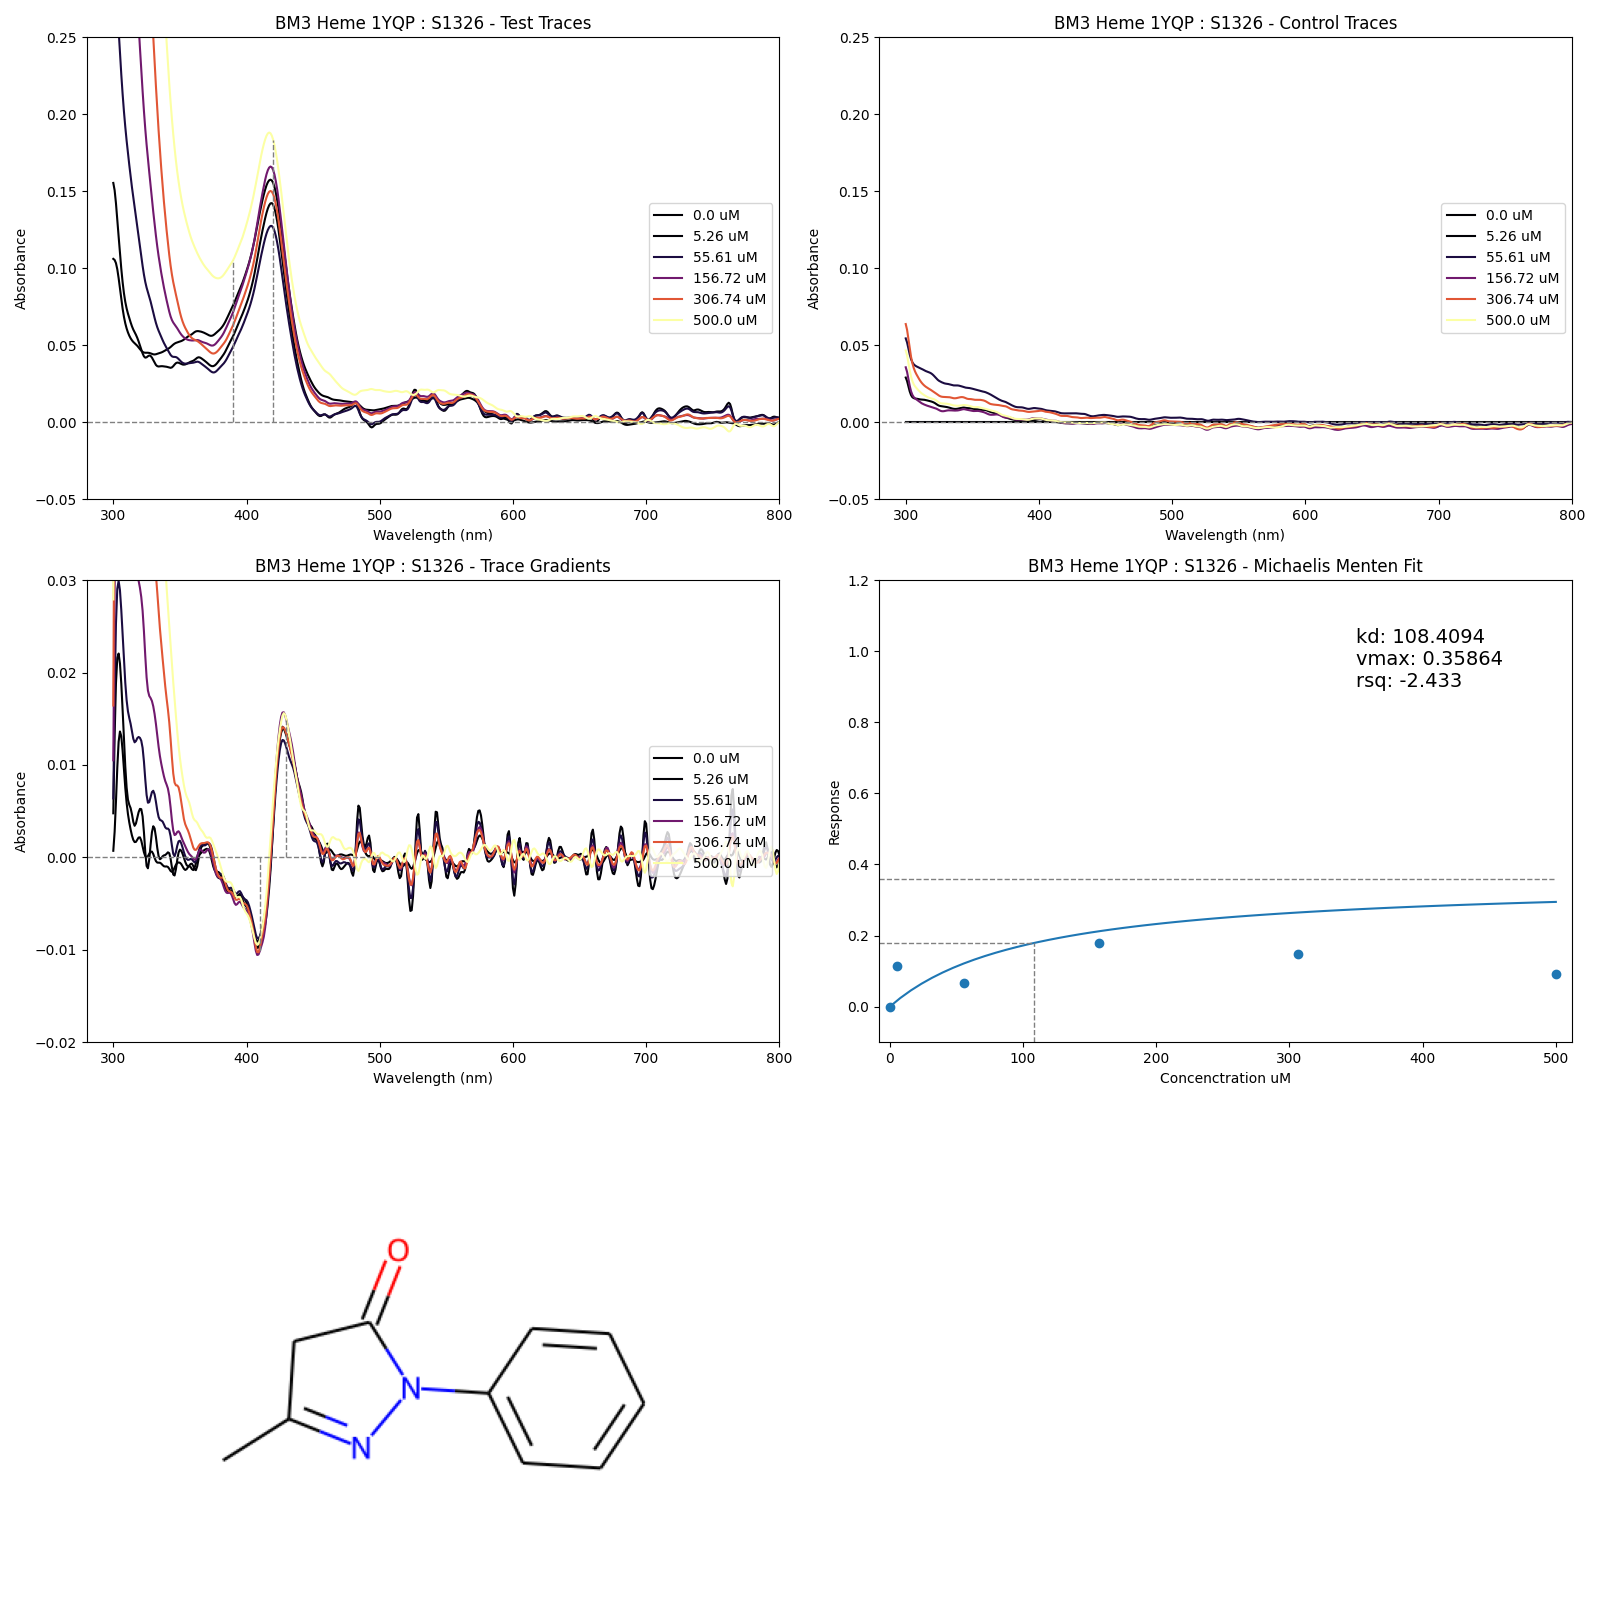 BM3 Heme 1YQP : S1326 - Test Traces
Absorbance
0.25
0.20
0.15
0.10
0.05
0.00
−0.05
300
400
500
600
700
800
Wavelength (nm)
0.0 uM
5.26 uM
55.61 uM
156.72 uM
306.74 uM
500.0 uM
BM3 Heme 1YQP : S1326 - Control Traces
Absorbance
0.25
0.20
0.15
0.10
0.05
0.00
−0.05
300
400
500
600
700
800
Wavelength (nm)
0.0 uM
5.26 uM
55.61 uM
156.72 uM
306.74 uM
500.0 uM
BM3 Heme 1YQP : S1326 - Trace Gradients
Absorbance
0.03
0.02
0.01
0.00
−0.01
−0.02
300
400
500
600
700
800
Wavelength (nm)
0.0 uM
5.26 uM
55.61 uM
156.72 uM
306.74 uM
500.0 uM
BM3 Heme 1YQP : S1326 - Michaelis Menten Fit
Response
1.2
1.0
0.8
0.6
0.4
0.2
0.0
0
100
200
300
400
500
Concenctration uM
kd: 108.4094
vmax: 0.35864
rsq: -2.433
O
N
N